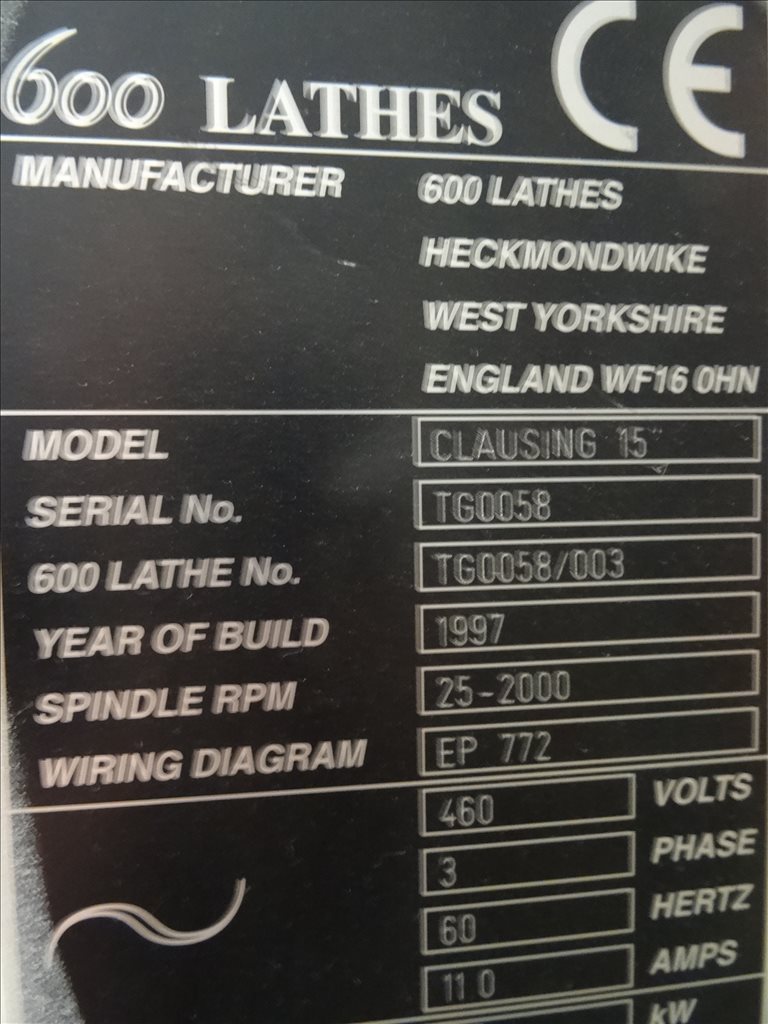 600 LATHES CE
MANUFACTURER 600 LATHES
HECKMONDWIKE
WEST YORKSHIRE
ENGLAND WF16 0HN
MODEL CLAUSING 15"
SERIAL No. TG0058
600 LATHE No. TG0058/003
YEAR OF BUILD 1997
SPINDLE RPM 25-2000
WIRING DIAGRAM EP 772
460 VOLTS
3 PHASE
60 HERTZ
11 0 AMPS
kW